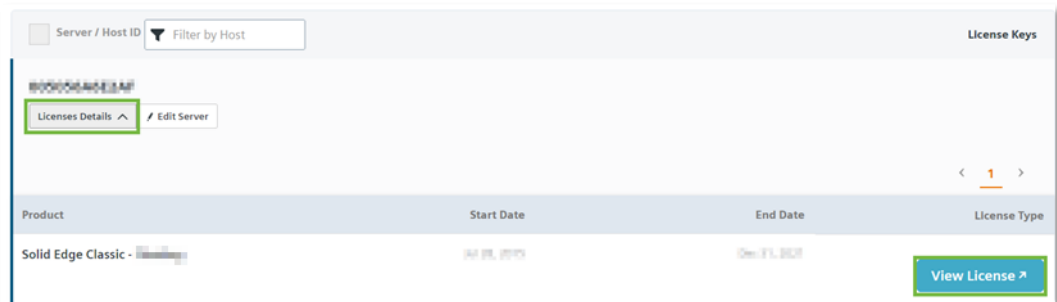 Server / Host ID Filter by Host License Keys
Licenses Details Edit Server
< 1 >
Product Start Date End Date License Type
Solid Edge Classic -
View License